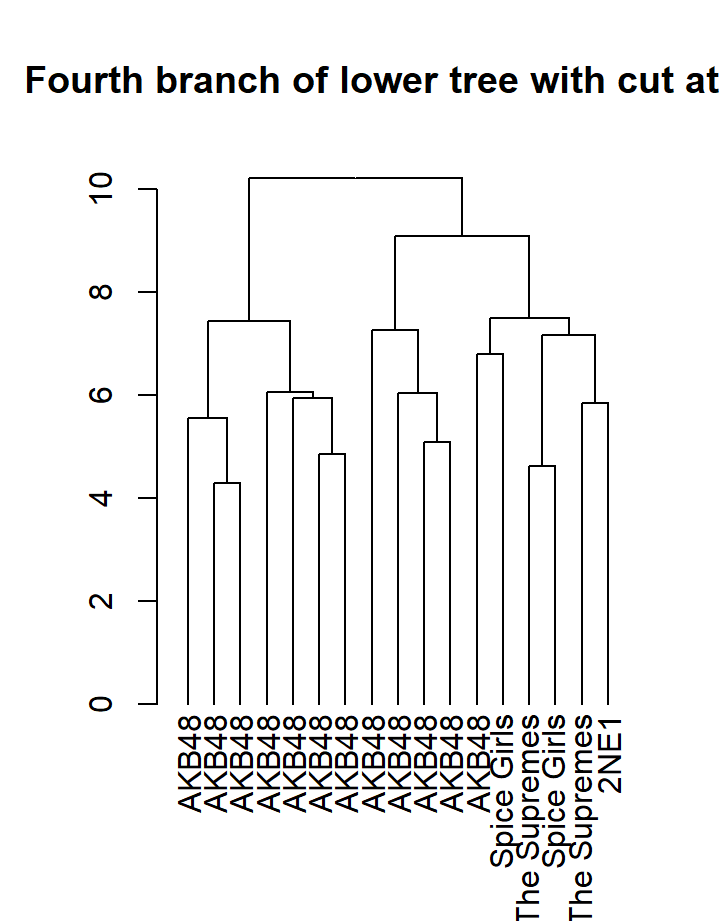 Fourth branch of lower tree with cut at
10
8
6
4
2
0
AKB48
AKB48
AKB48
AKB48
AKB48
AKB48
AKB48
AKB48
AKB48
AKB48
AKB48
AKB48
Spice Girls
The Supremes
Spice Girls
The Supremes
2NE1